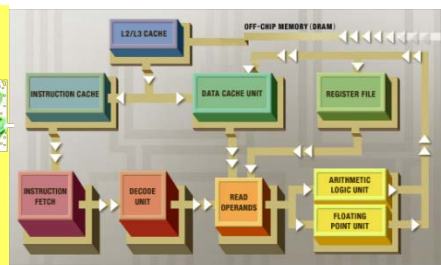 L2/L3 CACHE
OFF-CHIP MEMORY (DRAM)
INSTRUCTION CACHE
DATA CACHE UNIT
REGISTER FILE
INSTRUCTION
FETCH
DECODE
UNIT
READ
OPERANDS
ARITHMETIC
LOGIC UNIT
FLOATING
POINT UNIT